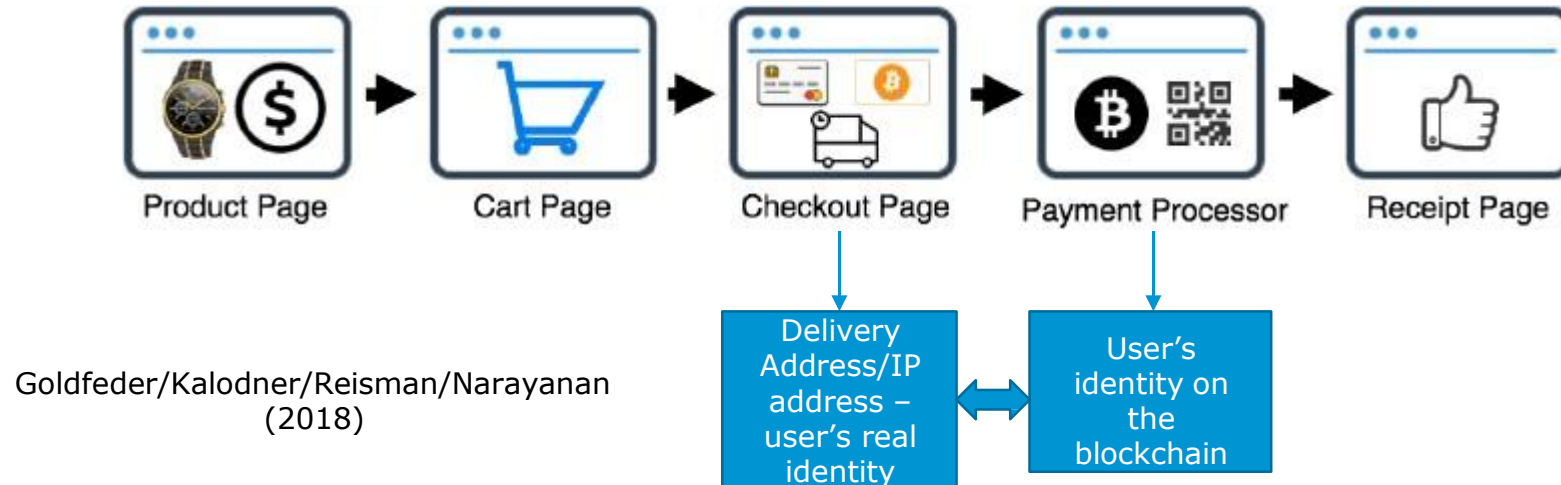 Product Page
Cart Page
Checkout Page
Payment Processor
Receipt Page
Goldfeder/Kalodner/Reisman/Narayanan
(2018)
Delivery
Address/IP
address –
user's real
identity
User's
identity on
the
blockchain